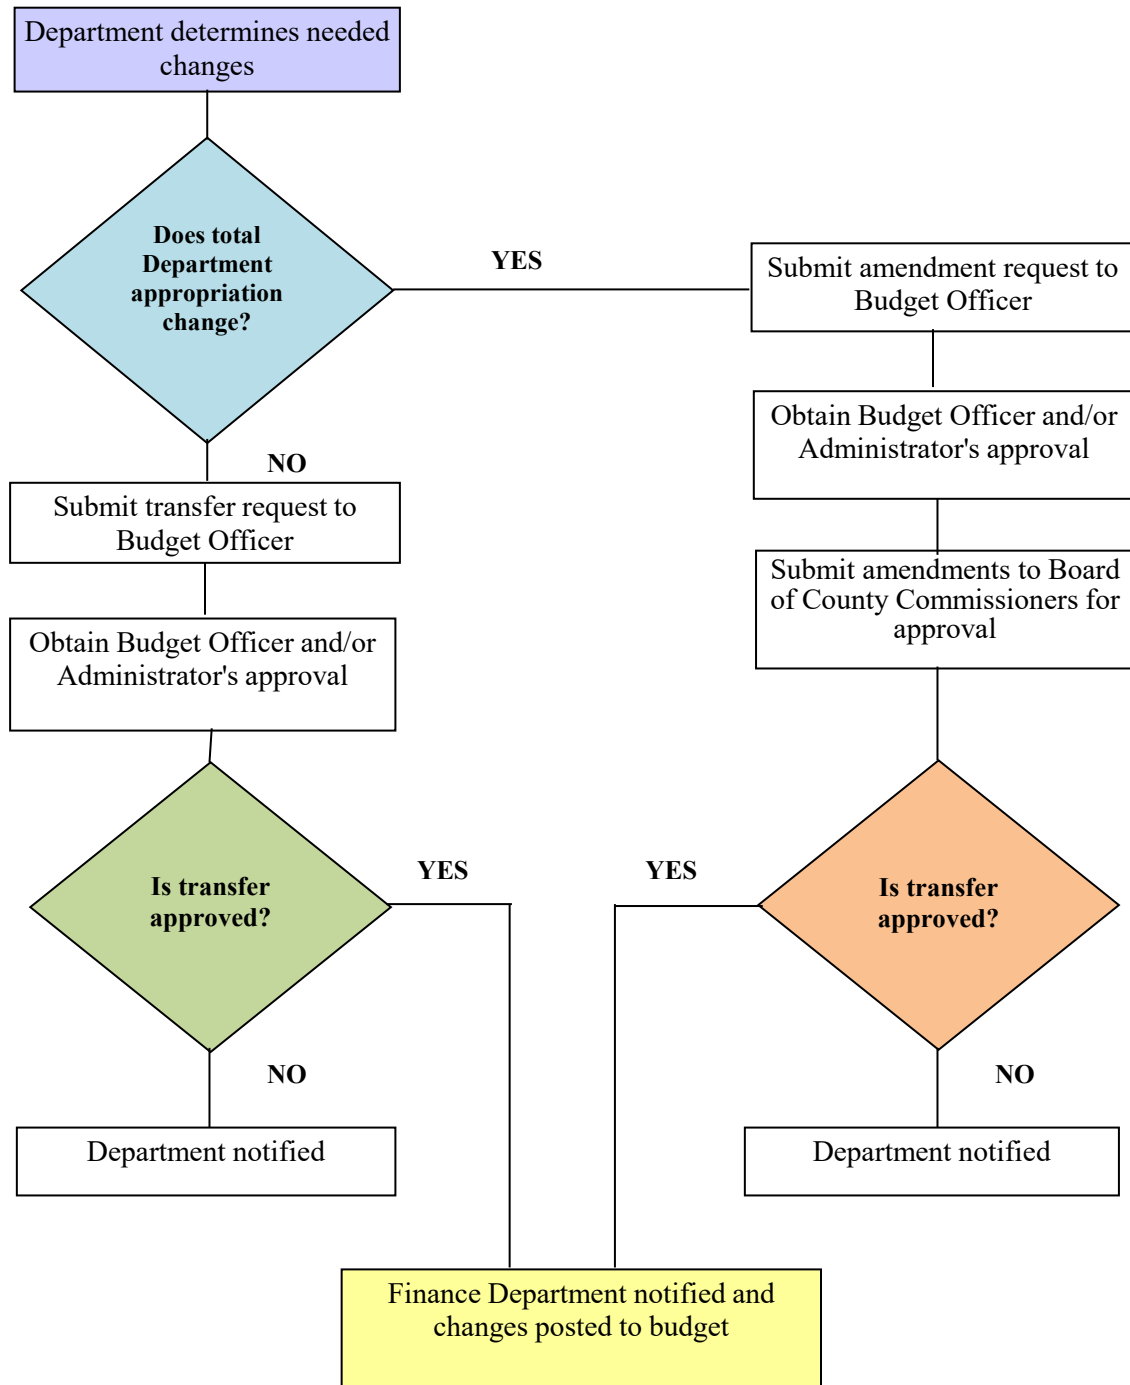 Department determines needed
changes
Does total
Department
appropriation
change?
YES
Submit amendment request to
Budget Officer
Obtain Budget Officer and/or
Administrator's approval
NO
Submit transfer request to
Budget Officer
Submit amendments to Board
of County Commissioners for
approval
Obtain Budget Officer and/or
Administrator's approval
Is transfer
approved?
YES
YES
Is transfer
approved?
NO
NO
Department notified
Department notified
Finance Department notified and
changes posted to budget